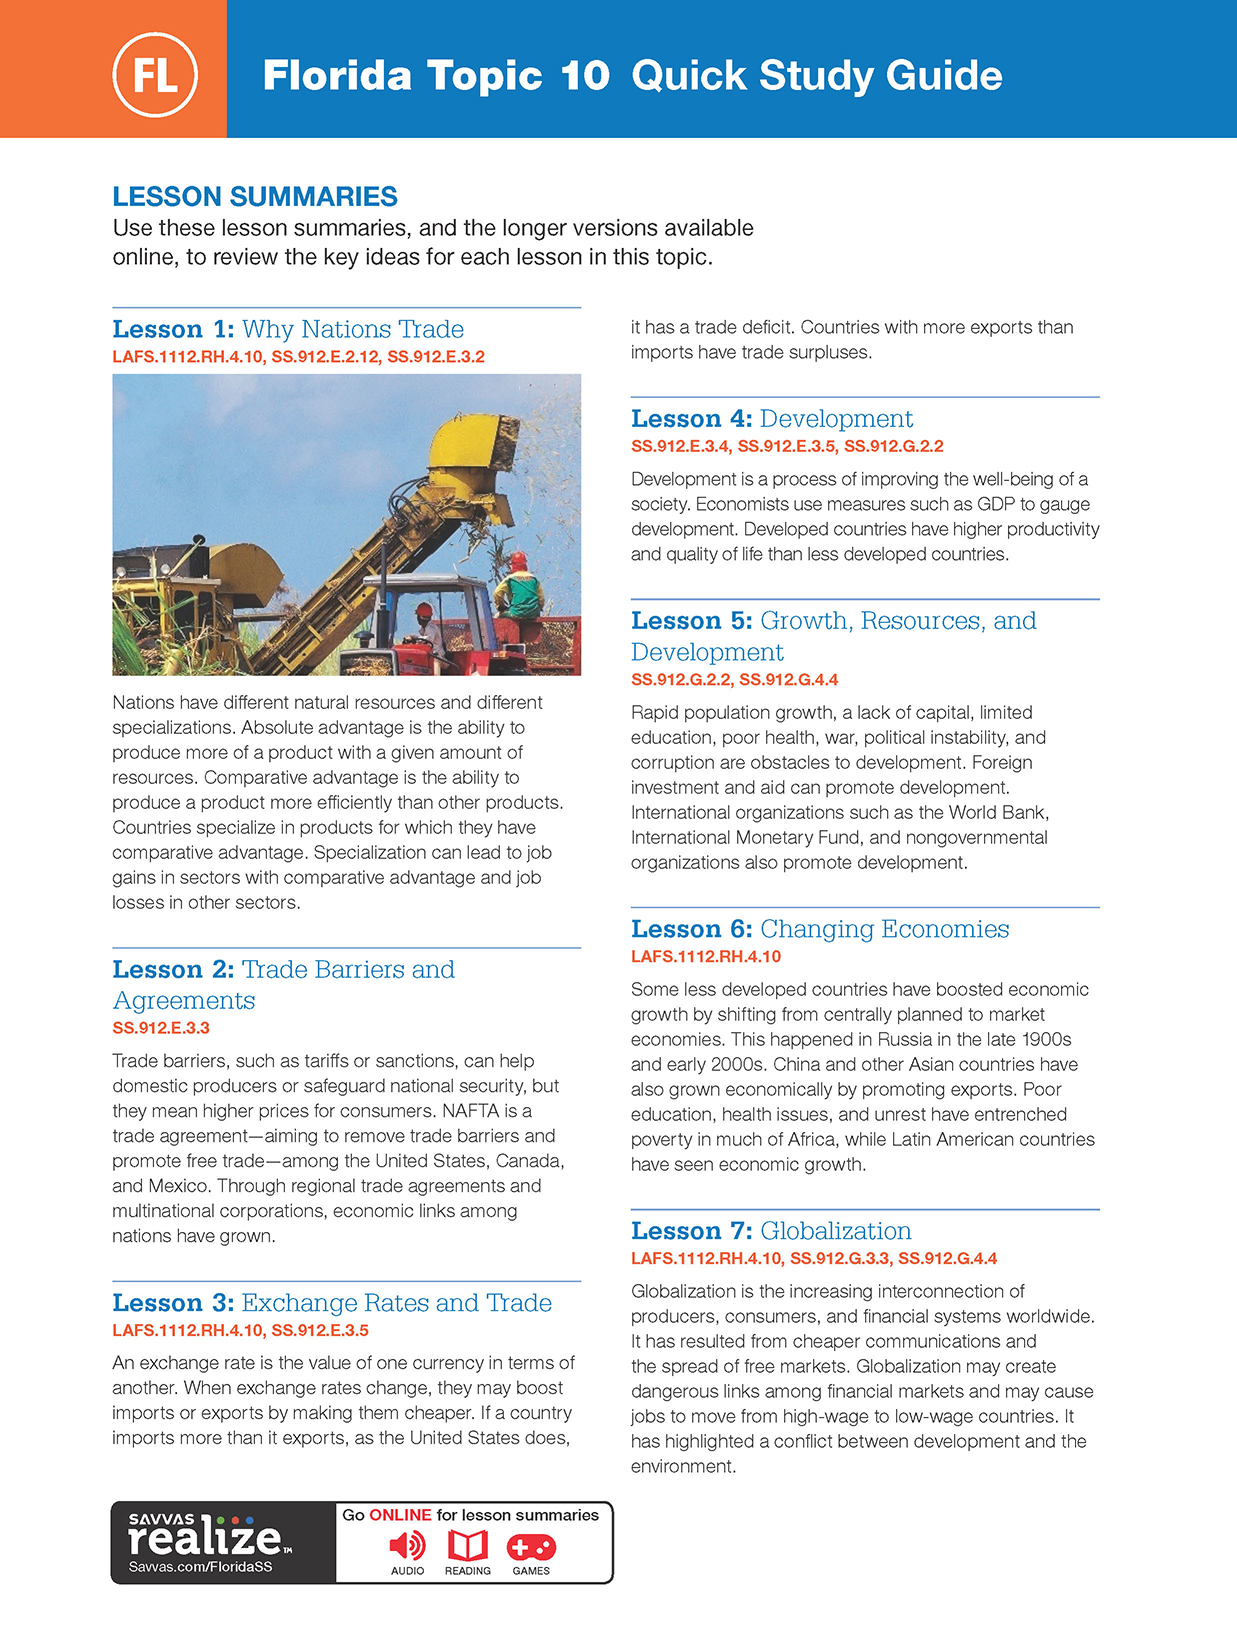 FL
Florida Topic 10 Quick Study Guide
LESSON SUMMARIES
Use these lesson summaries, and the longer versions available
online, to review the key ideas for each lesson in this topic.
Lesson 1: Why Nations Trade
LAFS.1112.RH.4.10, SS.912.E.2.12, SS.912.E.3.2
Nations have different natural resources and different
specializations. Absolute advantage is the ability to
produce more of a product with a given amount of
resources. Comparative advantage is the ability to
produce a product more efficiently than other products.
Countries specialize in products for which they have
comparative advantage. Specialization can lead to job
gains in sectors with comparative advantage and job
losses in other sectors.
Lesson 2: Trade Barriers and
Agreements
SS.912.E.3.3
Trade barriers, such as tariffs or sanctions, can help
domestic producers or safeguard national security, but
they mean higher prices for consumers. NAFTA is a
trade agreement—aiming to remove trade barriers and
promote free trade—among the United States, Canada,
and Mexico. Through regional trade agreements and
multinational corporations, economic links among
nations have grown.
Lesson 3: Exchange Rates and Trade
LAFS.1112.RH.4.10, SS.912.E.3.5
An exchange rate is the value of one currency in terms of
another. When exchange rates change, they may boost
imports or exports by making them cheaper. If a country
imports more than it exports, as the United States does,
it has a trade deficit. Countries with more exports than
imports have trade surpluses.
Lesson 4: Development
SS.912.E.3.4, SS.912.E.3.5, SS.912.G.2.2
Development is a process of improving the well-being of a
society. Economists use measures such as GDP to gauge
development. Developed countries have higher productivity
and quality of life than less developed countries.
Lesson 5: Growth, Resources, and
Development
SS.912.G.2.2, SS.912.G.4.4
Rapid population growth, a lack of capital, limited
education, poor health, war, political instability, and
corruption are obstacles to development. Foreign
investment and aid can promote development.
International organizations such as the World Bank,
International Monetary Fund, and nongovernmental
organizations also promote development.
Lesson 6: Changing Economies
LAFS.1112.RH.4.10
Some less developed countries have boosted economic
growth by shifting from centrally planned to market
economies. This happened in Russia in the late 1900s
and early 2000s. China and other Asian countries have
also grown economically by promoting exports. Poor
education, health issues, and unrest have entrenched
poverty in much of Africa, while Latin American countries
have seen economic growth.
Lesson 7: Globalization
LAFS.1112.RH.4.10, SS.912.G.3.3, SS.912.G.4.4
Globalization is the increasing interconnection of
producers, consumers, and financial systems worldwide.
It has resulted from cheaper communications and
the spread of free markets. Globalization may create
dangerous links among financial markets and may cause
jobs to move from high-wage to low-wage countries. It
has highlighted a conflict between development and the
environment.
SAVVAS
realize™
Savvas.com/FloridaSS
Go ONLINE for lesson summaries
AUDIO READING GAMES